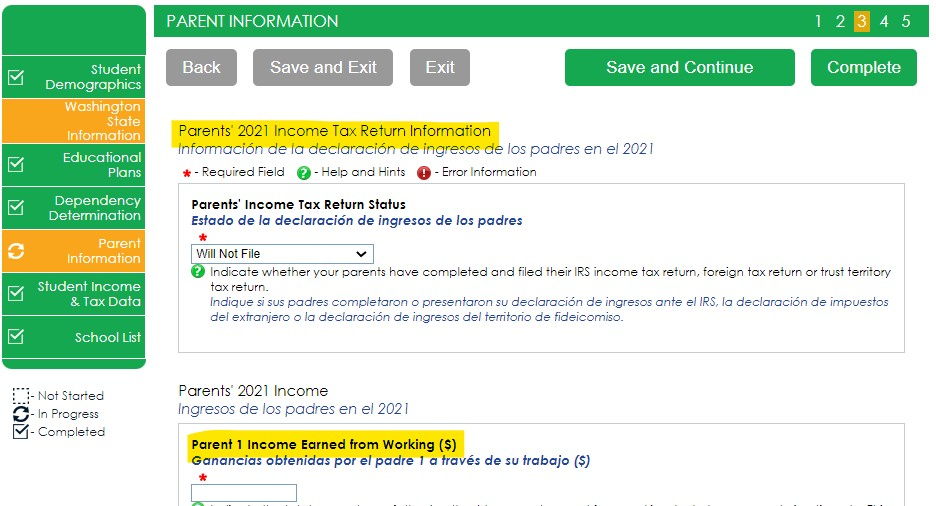 PARENT INFORMATION
1 2 3 4 5
Back
Save and Exit
Exit
Save and Continue
Complete
Student
Demographics
Washington
State
Information
Educational
Plans
Dependency
Determination
Parent
Information
Student Income
& Tax Data
School List
- Not Started
- In Progress
- Completed
Parents' 2021 Income Tax Return Information
Información de la declaración de ingresos de los padres en el 2021
* - Required Field ? - Help and Hints ! - Error Information
Parents' Income Tax Return Status
Estado de la declaración de ingresos de los padres
*
Will Not File
? Indicate whether your parents have completed and filed their IRS income tax return, foreign tax return or trust territory
tax return.
Indique si sus padres completaron o presentaron su declaración de ingresos ante el IRS, la declaración de impuestos
del extranjero o la declaración de ingresos del territorio de fideicomiso.
Parents' 2021 Income
Ingresos de los padres en el 2021
Parent 1 Income Earned from Working ($)
Ganancias obtenidas por el padre 1 a través de su trabajo ($)
*